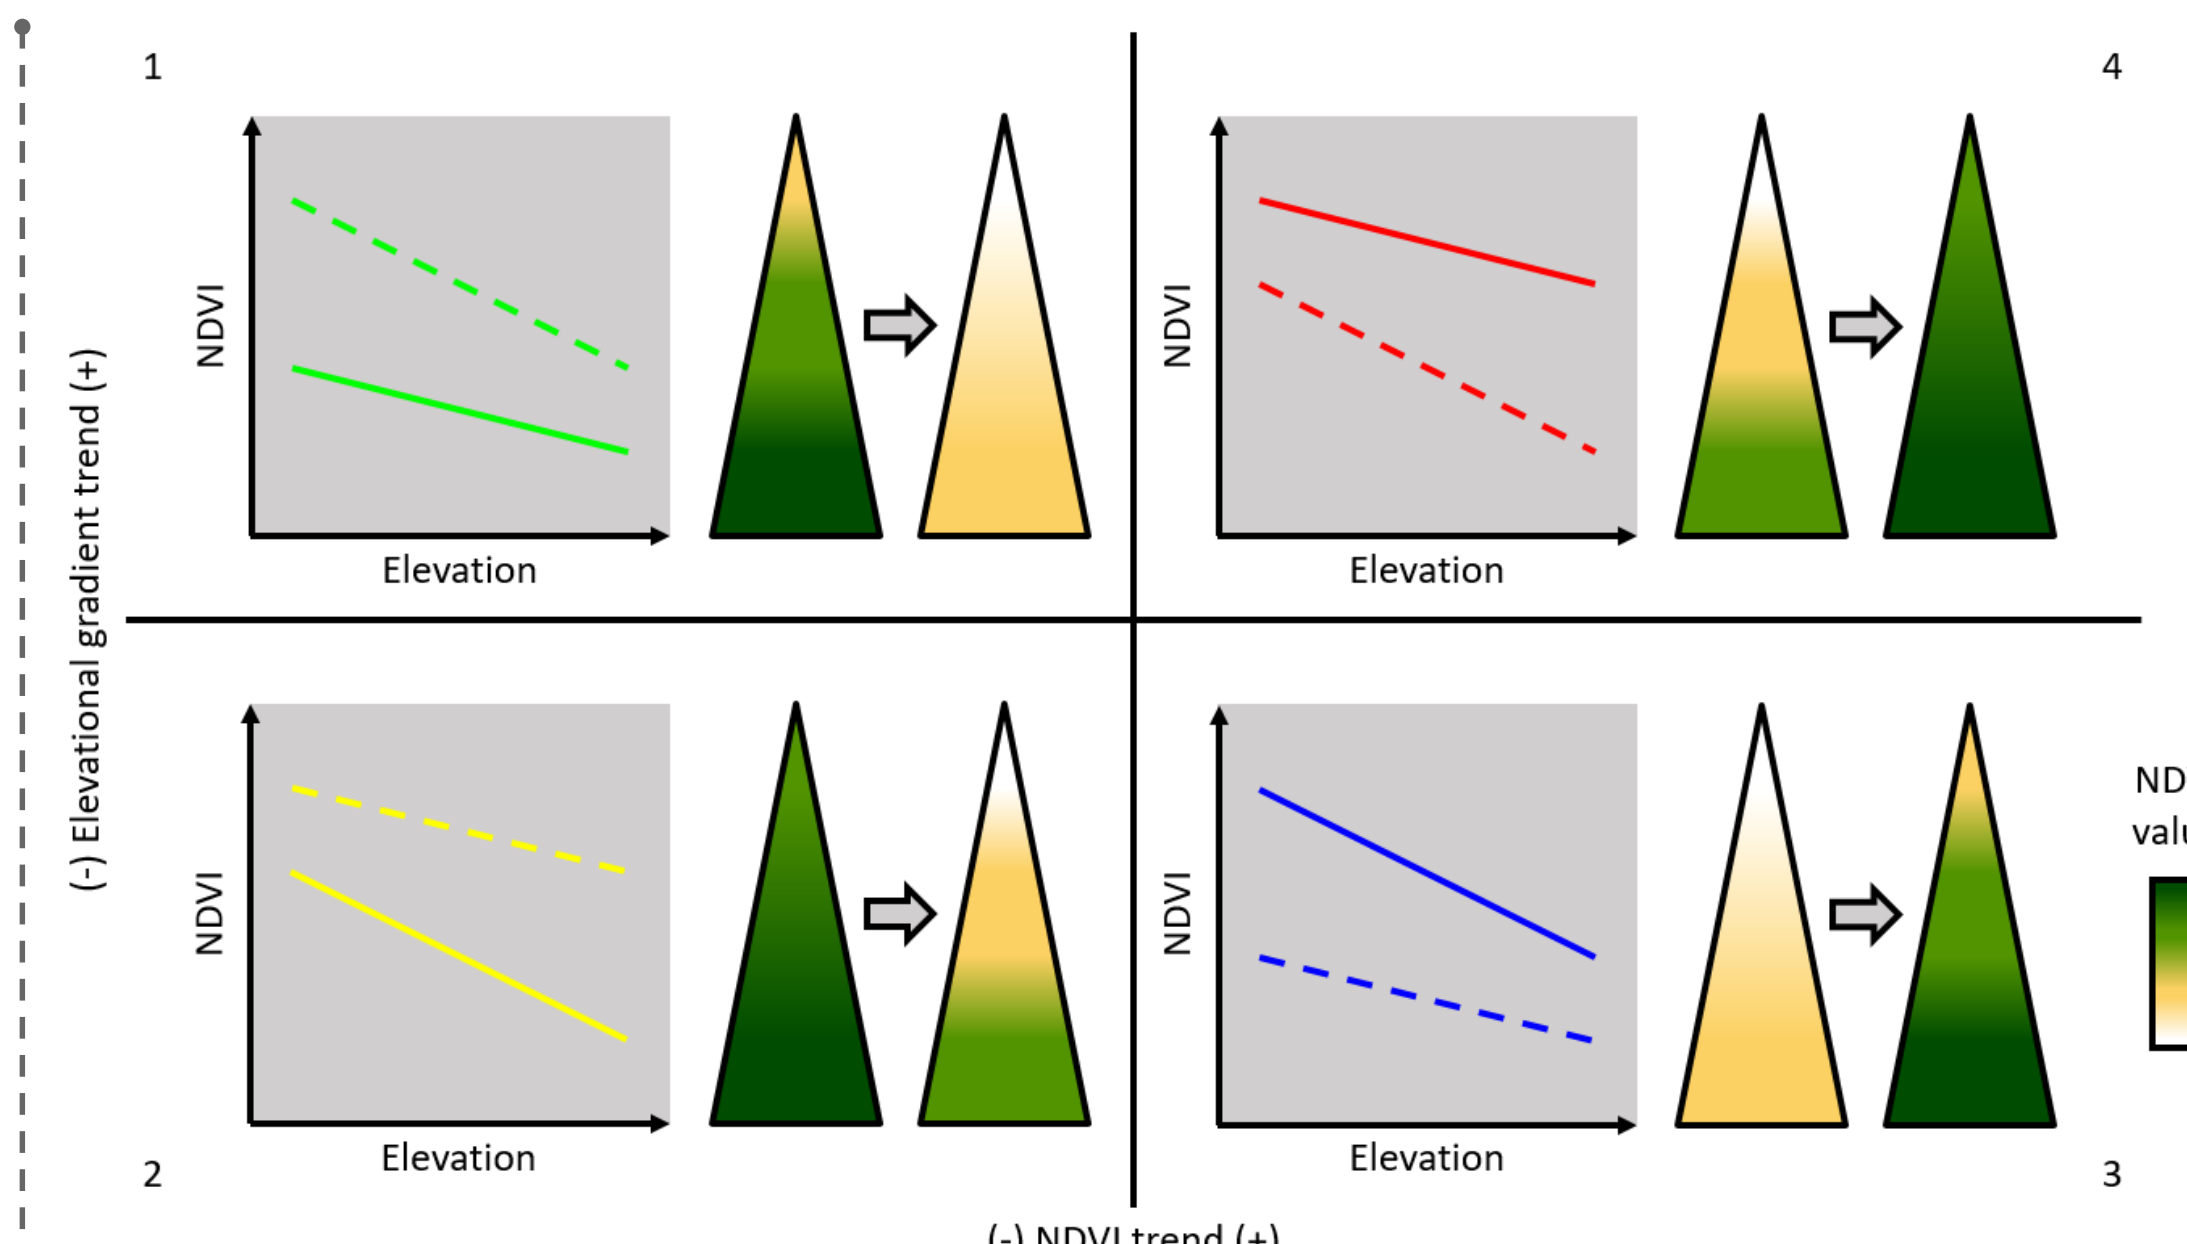 1
4
NDVI
Elevation
NDVI
Elevation
(-) Elevational gradient trend (+)
NDVI
Elevation
NDVI
Elevation
2
3
(-) NDVI trend (+)